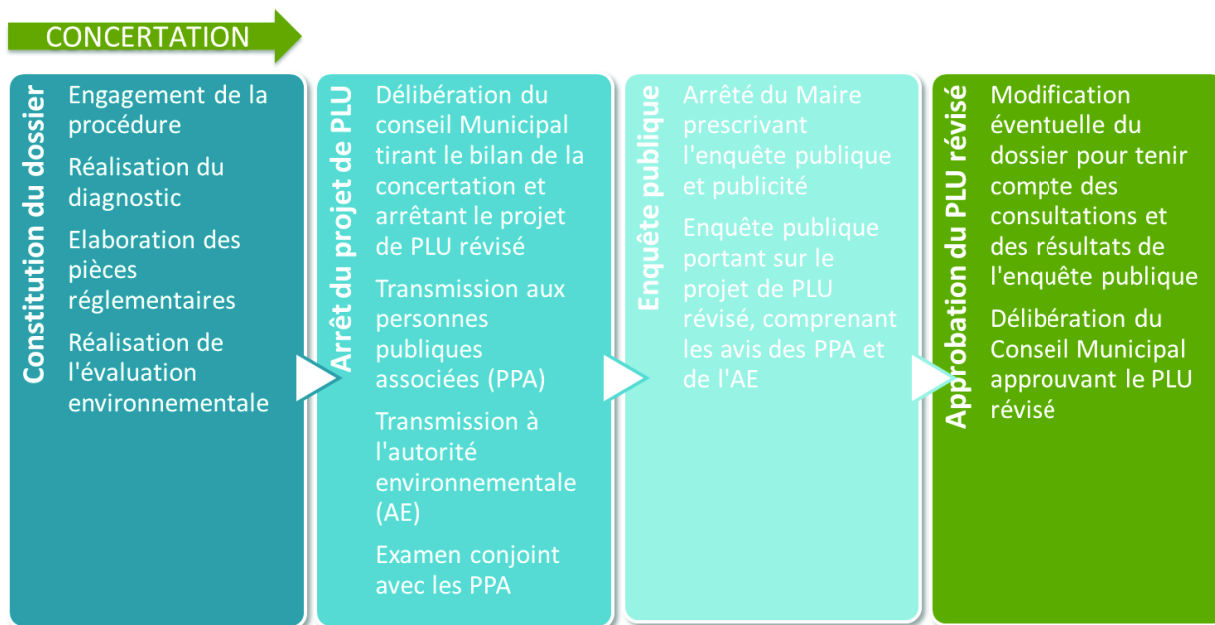 CONCERTATION
Constitution du dossier
Engagement de la
procédure
Réalisation du
diagnostic
Elaboration des
pièces
réglementaires
Réalisation de
l'évaluation
environnementale
Arrêt du projet de PLU
Délibération du
conseil Municipal
tirant le bilan de la
concertation et
arrêtant le projet
de PLU révisé
Transmission aux
personnes
publiques
associées (PPA)
Transmission à
l'autorité
environnementale
(AE)
Examen conjoint
avec les PPA
Enquête publique
Arrêté du Maire
prescrivant
l'enquête publique
et publicité
Enquête publique
portant sur le
projet de PLU
révisé, comprenant
les avis des PPA et
de l'AE
Approbation du PLU révisé
Modification
éventuelle du
dossier pour tenir
compte des
consultations et
des résultats de
l'enquête publique
Délibération du
Conseil Municipal
approuvant le PLU
révisé